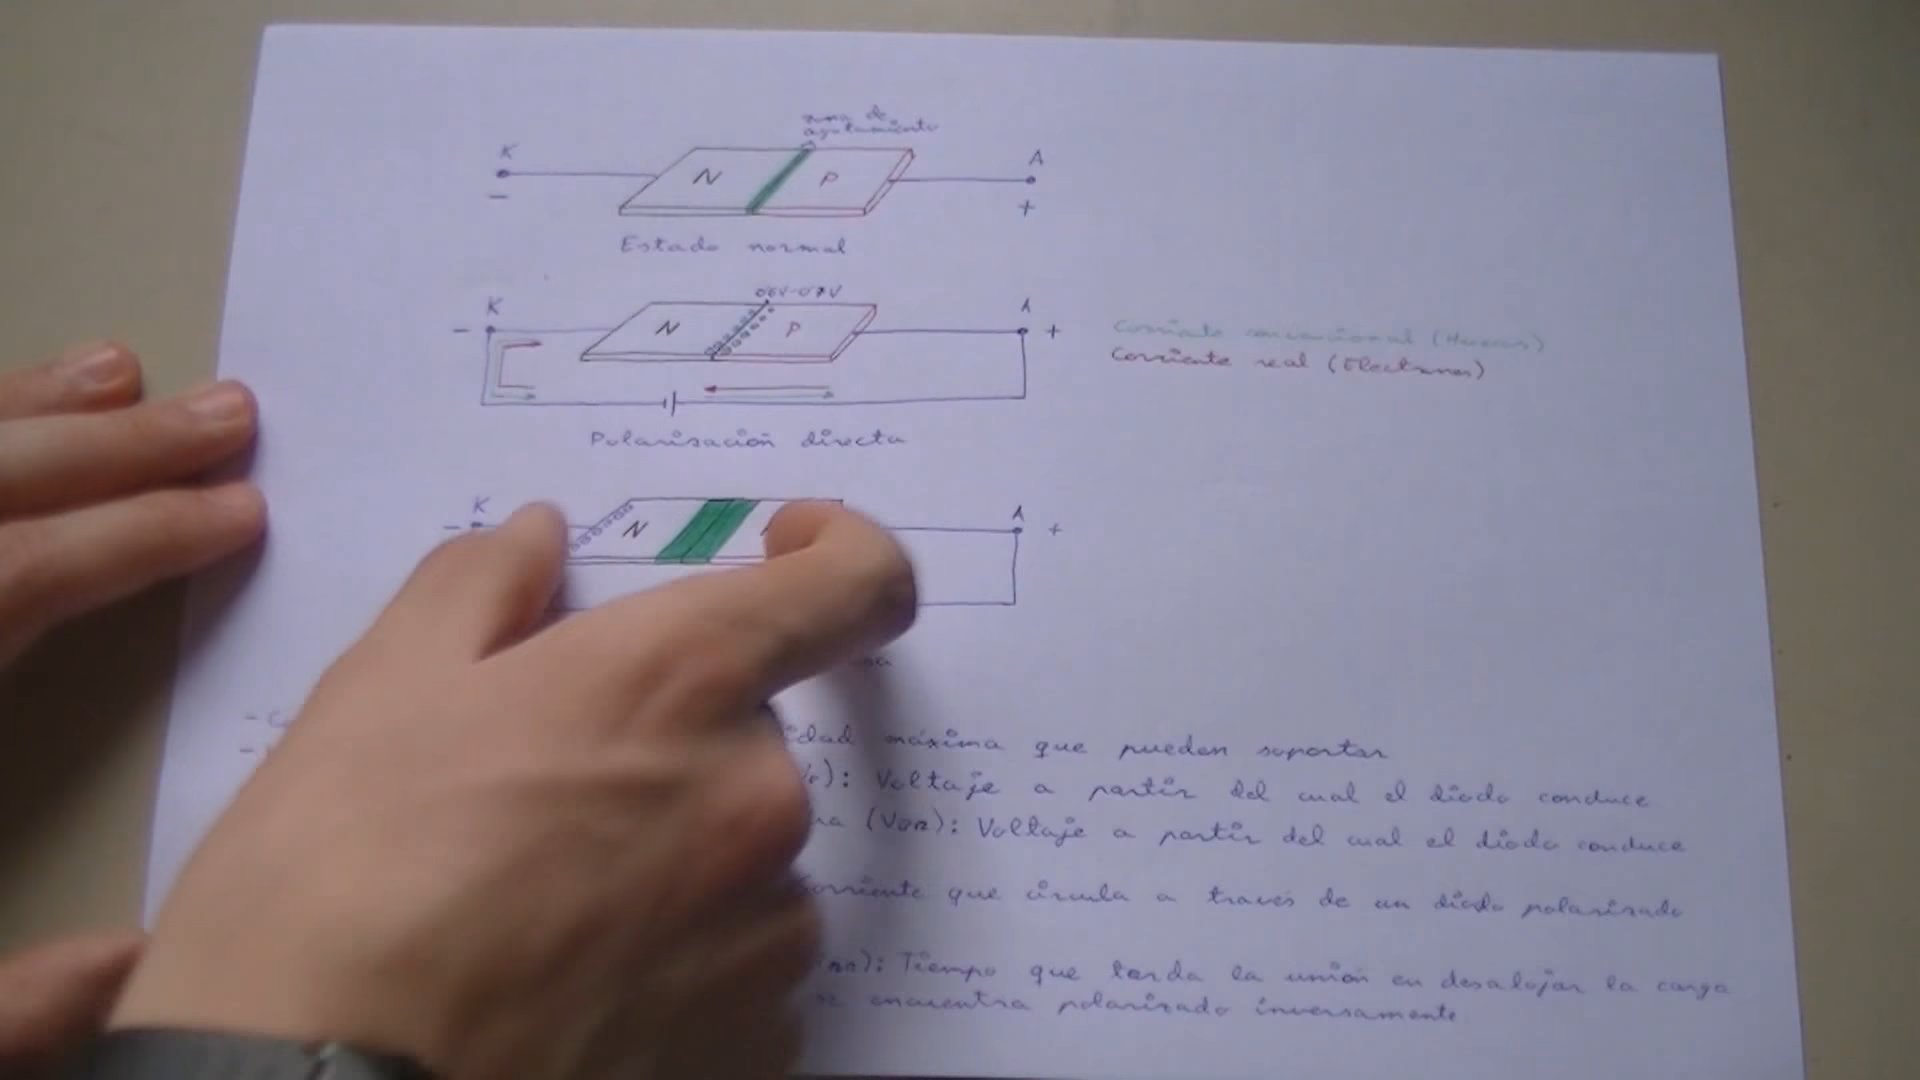 zona de
agotamiento
K A
N P
- +
Estado normal
0'6V-0'7V
K A
- N P +
Corriente convencional (Huecos)
Corriente real (Electrones)
Polarización directa
K A
- N +
idad máxima que pueden soportar
): Voltaje a partir del cual el diodo conduce
(VBR): Voltaje a partir del cual el diodo conduce
Corriente que circula a través de un diodo polarizado
): Tiempo que tarda la unión en desalojar la carga
se encuentra polarizado inversamente